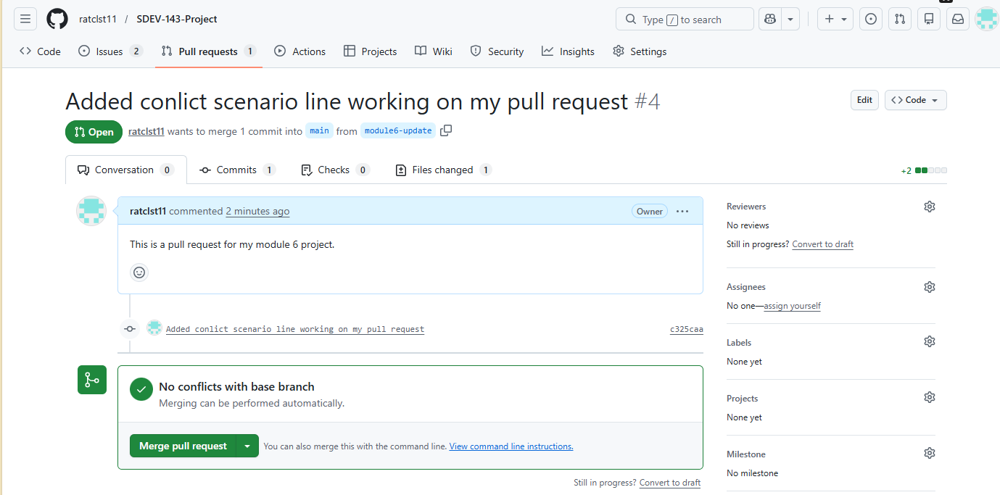 ratclst11 / SDEV-143-Project
Type / to search
Code Issues 2 Pull requests 1 Actions Projects Wiki Security Insights Settings
Added conlict scenario line working on my pull request #4
Edit <> Code
Open ratclst11 wants to merge 1 commit into main from module6-update
Conversation 0 Commits 1 Checks 0 Files changed 1
+2
ratclst11 commented 2 minutes ago Owner ...
This is a pull request for my module 6 project.
Added conlict scenario line working on my pull request c325caa
No conflicts with base branch
Merging can be performed automatically.
Merge pull request You can also merge this with the command line. View command line instructions.
Still in progress? Convert to draft
Reviewers
No reviews
Still in progress? Convert to draft
Assignees
No one—assign yourself
Labels
None yet
Projects
None yet
Milestone
No milestone